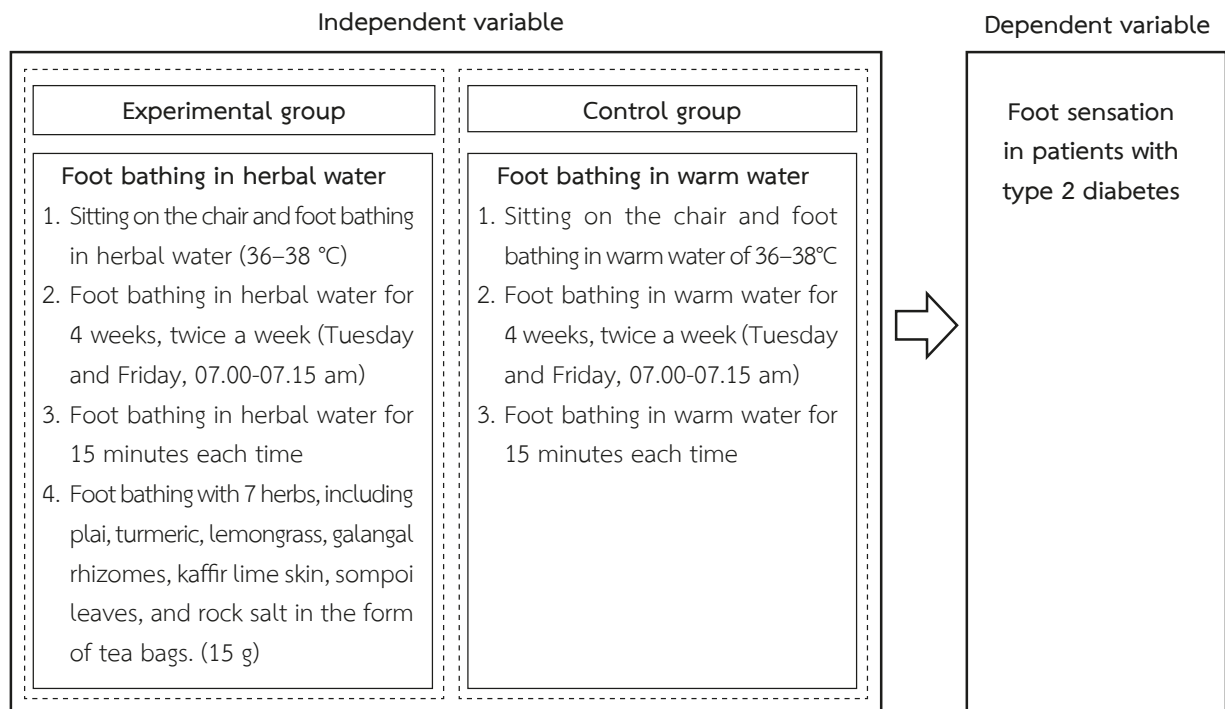 Independent variable
Dependent variable
Experimental group
Foot bathing in herbal water
1. Sitting on the chair and foot bathing
in herbal water (36–38 °C)
2. Foot bathing in herbal water for
4 weeks, twice a week (Tuesday
and Friday, 07.00-07.15 am)
3. Foot bathing in herbal water for
15 minutes each time
4. Foot bathing with 7 herbs, including
plai, turmeric, lemongrass, galangal
rhizomes, kaffir lime skin, sompoi
leaves, and rock salt in the form
of tea bags. (15 g)
Control group
Foot bathing in warm water
1. Sitting on the chair and foot
bathing in warm water of 36–38°C
2. Foot bathing in warm water for
4 weeks, twice a week (Tuesday
and Friday, 07.00-07.15 am)
3. Foot bathing in warm water for
15 minutes each time
Foot sensation
in patients with
type 2 diabetes